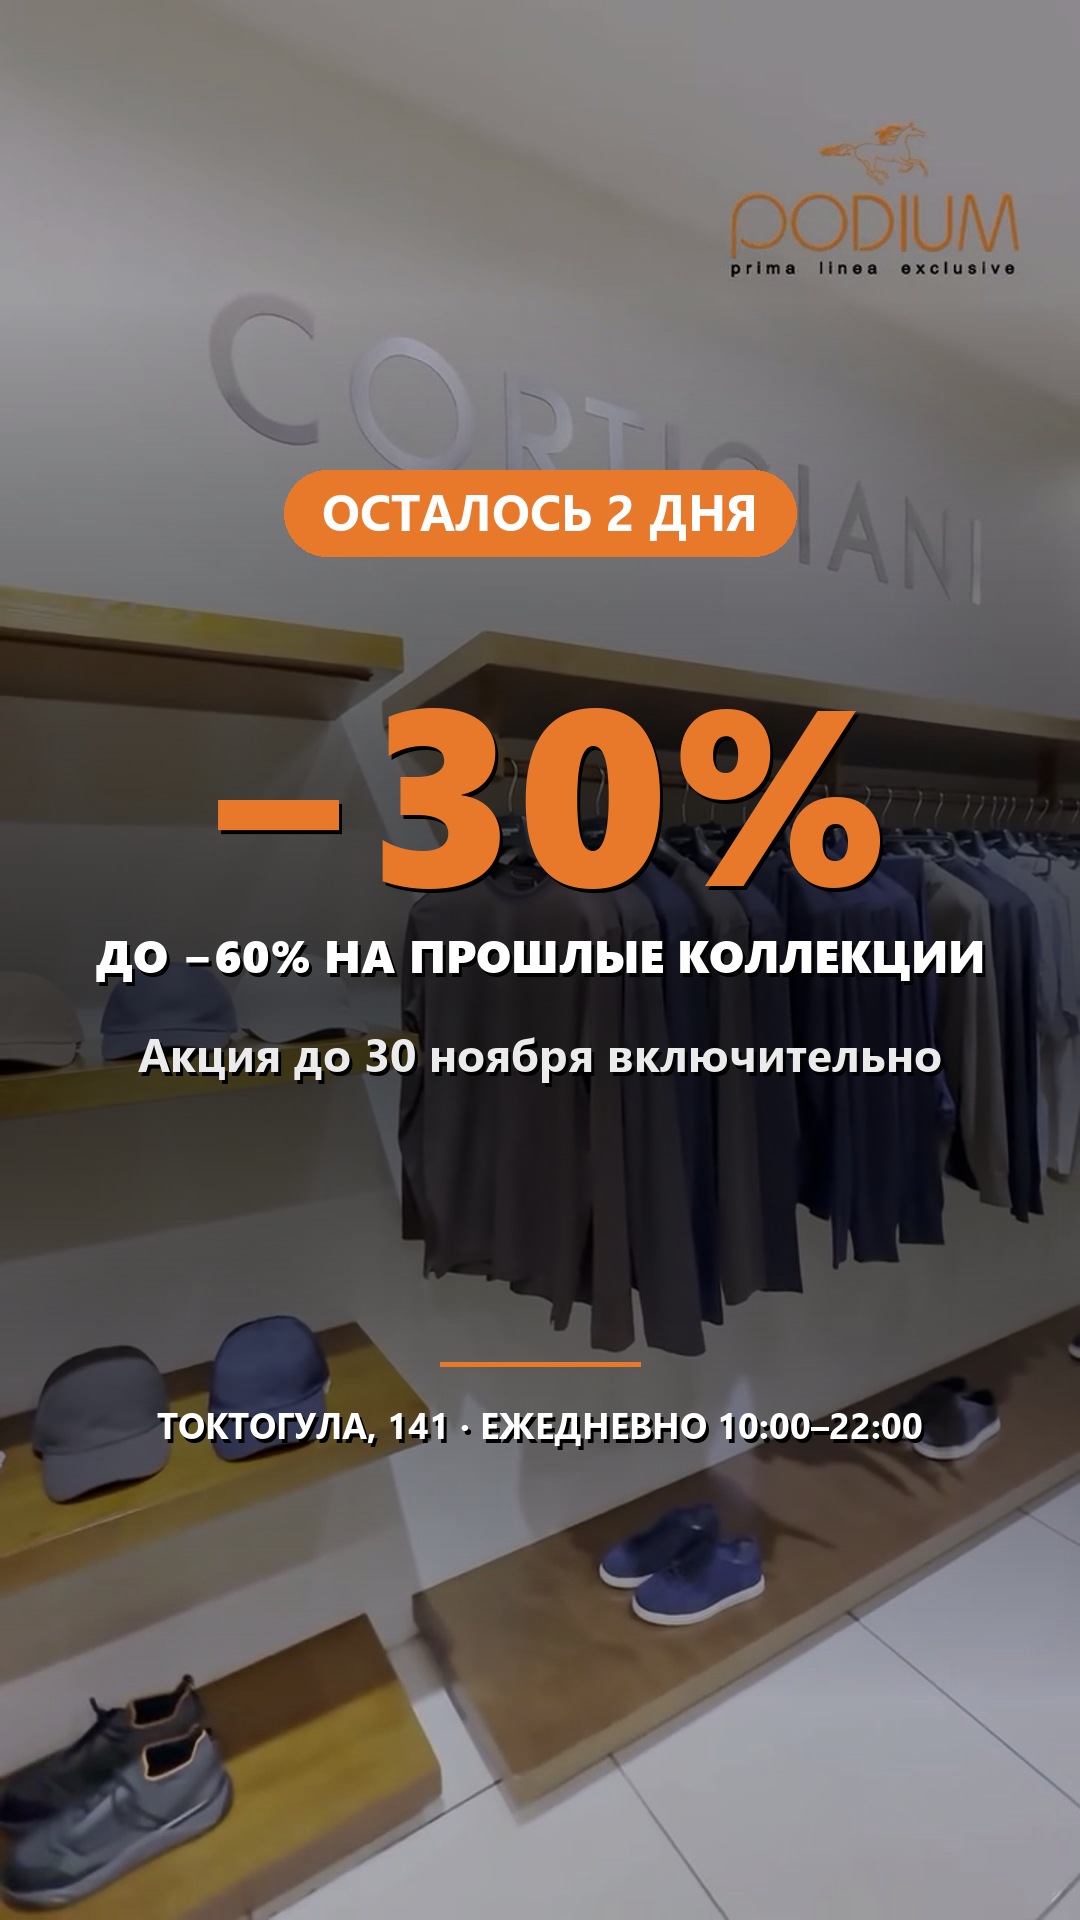 PODIUM
prima linea exclusive
CORTIGIANI
ОСТАЛОСЬ 2 ДНЯ
–30%
ДО –60% НА ПРОШЛЫЕ КОЛЛЕКЦИИ
Акция до 30 ноября включительно
ТОКТОГУЛА, 141 · ЕЖЕДНЕВНО 10:00–22:00